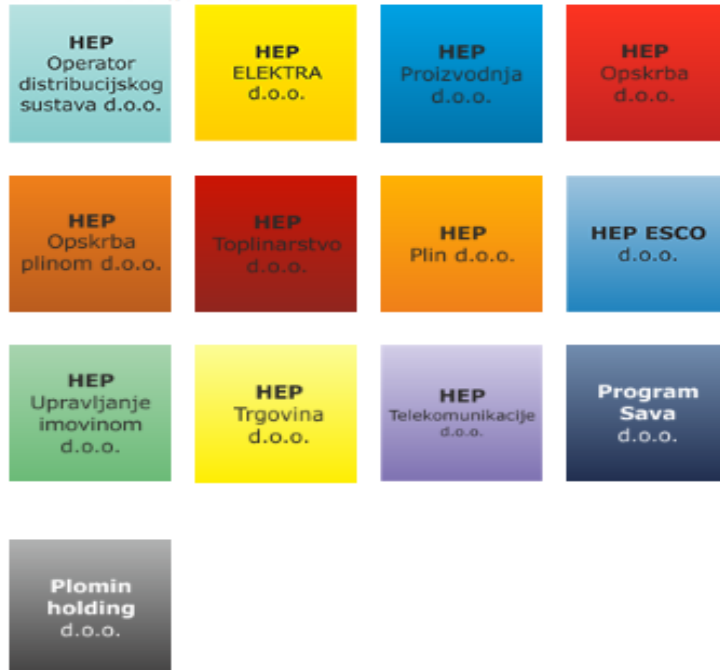 HEP
Operator
distribucijskog
sustava d.o.o.
HEP
ELEKTRA
d.o.o.
HEP
Proizvodnja
d.o.o.
HEP
Opskrba
d.o.o.
HEP
Opskrba
plinom d.o.o.
HEP
Toplinarstvo
d.o.o.
HEP
Plin d.o.o.
HEP ESCO
d.o.o.
HEP
Upravljanje
imovinom
d.o.o.
HEP
Trgovina
d.o.o.
HEP
Telekomunikacije
d.o.o.
Program
Sava
d.o.o.
Plomin
holding
d.o.o.